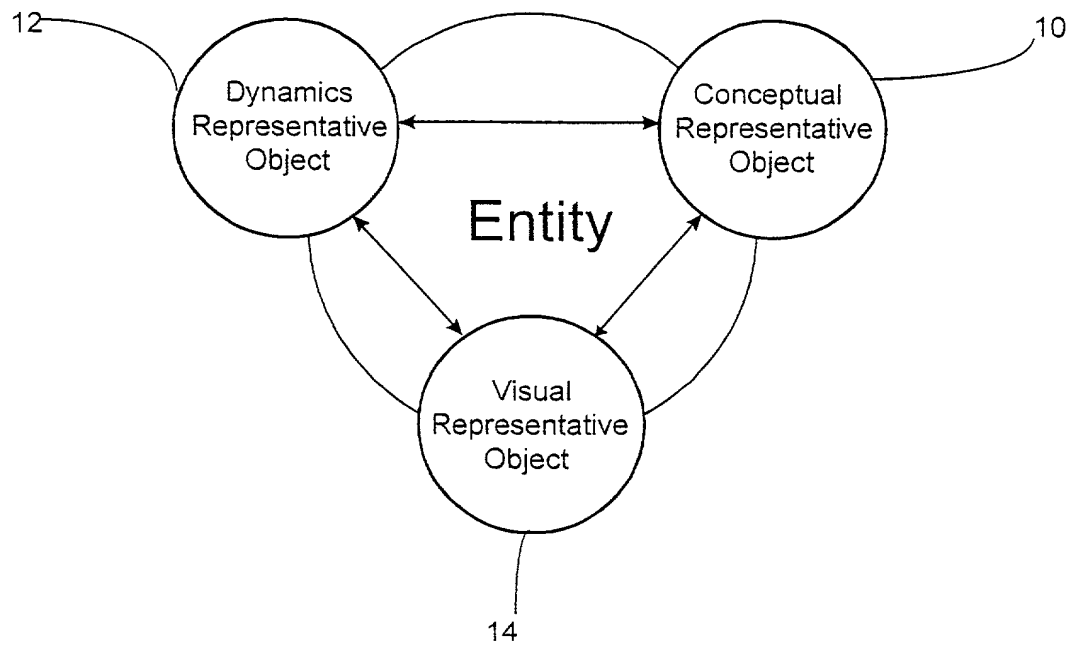 12
10
Dynamics
Representative
Object
Conceptual
Representative
Object
Entity
Visual
Representative
Object
14